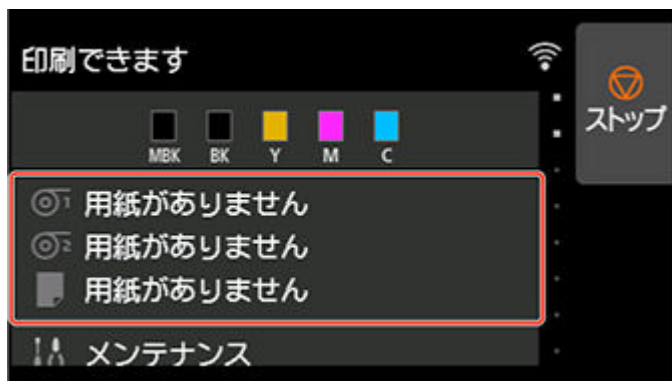 印刷できます
ストップ
MBK BK Y M C
1 用紙がありません
2 用紙がありません
用紙がありません
メンテナンス